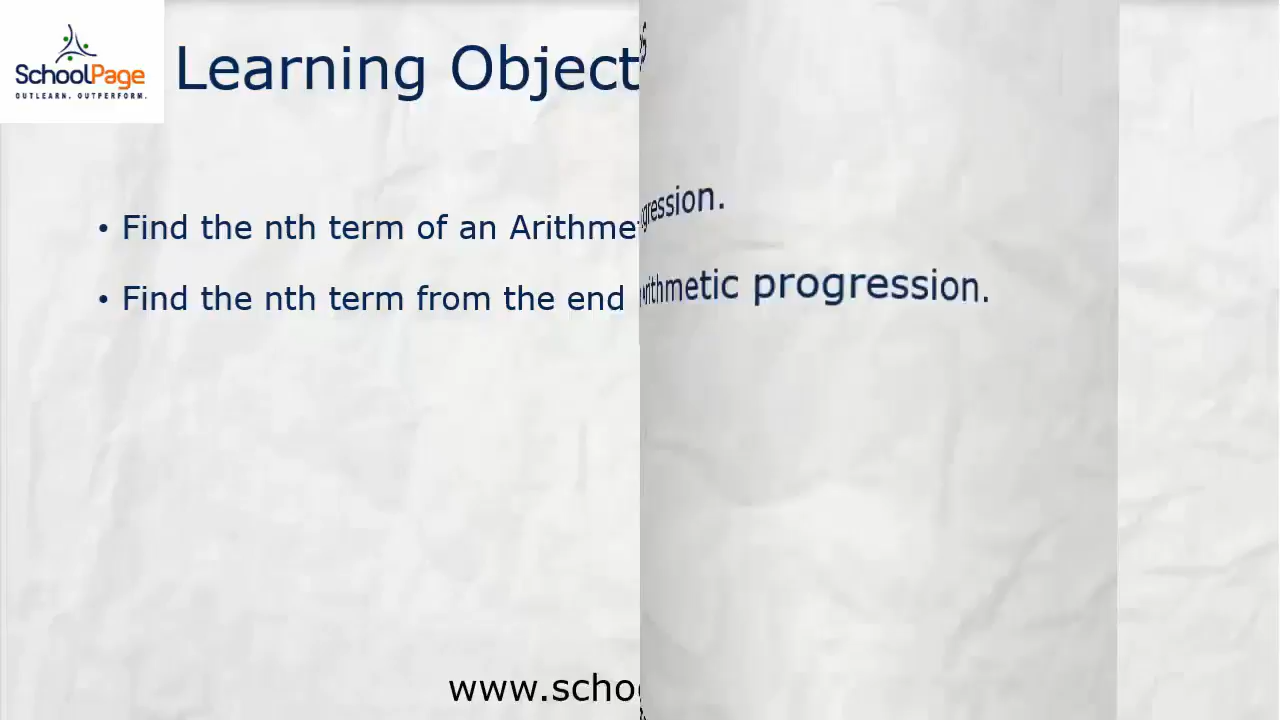 SchoolPage
OUTLEARN. OUTPERFORM.
Learning Object
• Find the nth term of an Arithme gression.
• Find the nth term from the end rithmetic progression.
www.scho